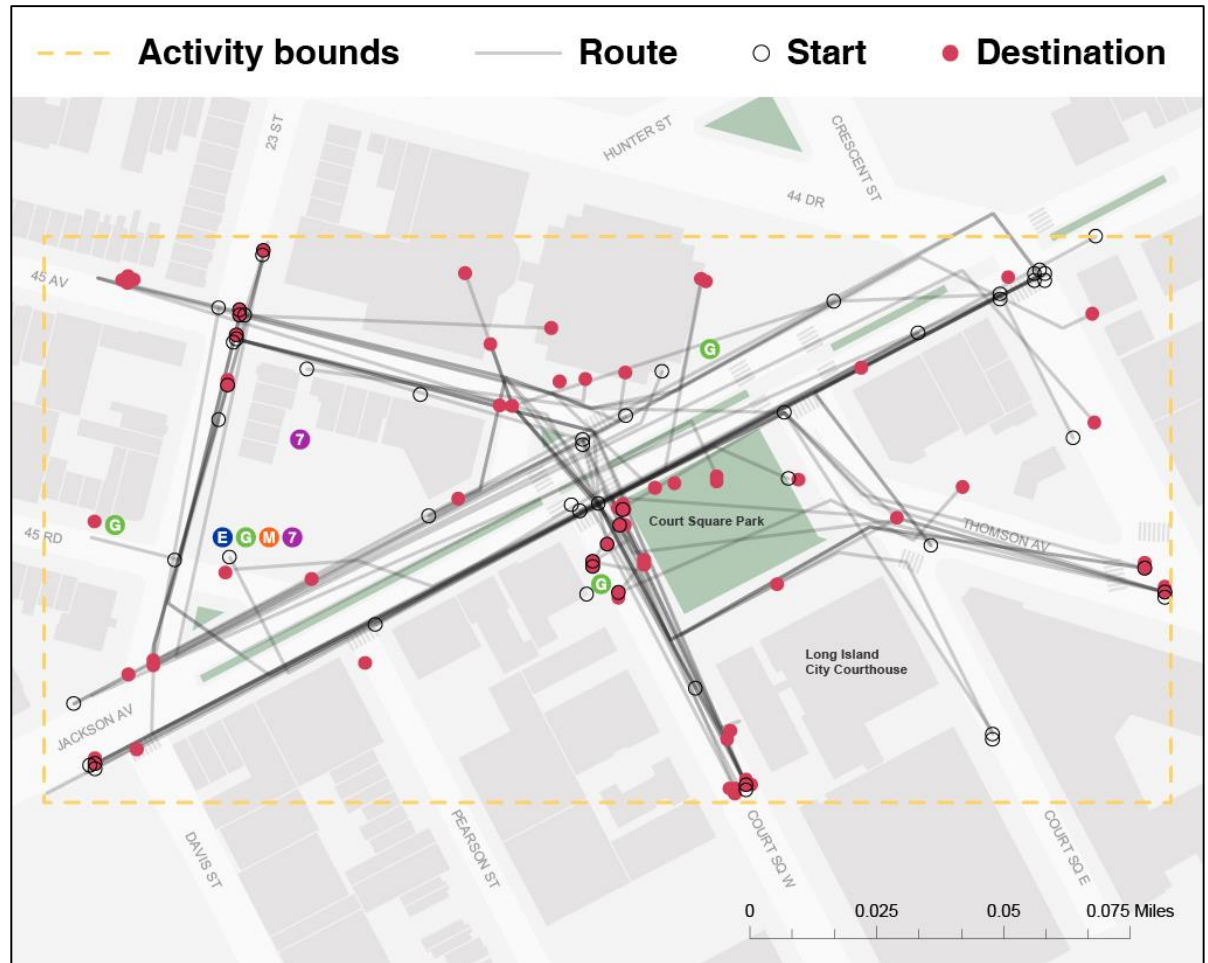 Activity bounds Route Start Destination
23 ST
HUNTER ST
CRESCENT ST
44 DR
45 AV
G
7
G
45 RD
E G M 7
Court Square Park
THOMSON AV
G
Long Island
City Courthouse
JACKSON AV
DAVIS ST
PEARSON ST
COURT SQ W
COURT SQ E
0 0.025 0.05 0.075 Miles